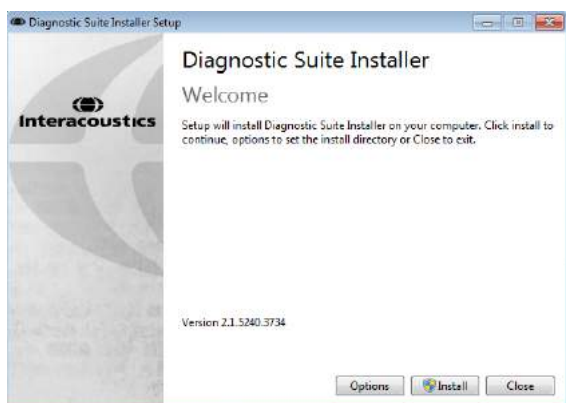 Diagnostic Suite Installer Setup
Diagnostic Suite Installer
Welcome
Interacoustics
Setup will install Diagnostic Suite Installer on your computer. Click install to
continue, options to set the install directory or Close to exit.
Version 2.1.5240.3734
Options
Install
Close